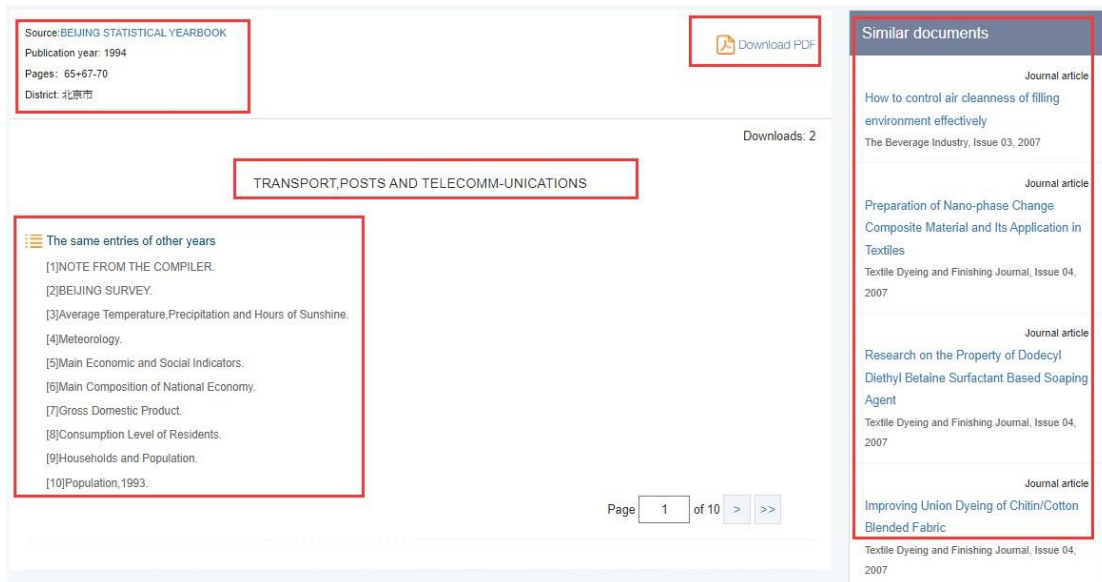 Source:BEIJING STATISTICAL YEARBOOK
Publication year: 1994
Pages: 65+67-70
District: 北京市
Download PDF
Downloads: 2
TRANSPORT,POSTS AND TELECOMM-UNICATIONS
The same entries of other years
[1]NOTE FROM THE COMPILER.
[2]BEIJING SURVEY.
[3]Average Temperature,Precipitation and Hours of Sunshine.
[4]Meteorology.
[5]Main Economic and Social Indicators.
[6]Main Composition of National Economy.
[7]Gross Domestic Product.
[8]Consumption Level of Residents.
[9]Households and Population.
[10]Population,1993.
Page 1 of 10 > >>
Similar documents
Journal article
How to control air cleanness of filling
environment effectively
The Beverage Industry, Issue 03, 2007
Journal article
Preparation of Nano-phase Change
Composite Material and Its Application in
Textiles
Textile Dyeing and Finishing Journal, Issue 04,
2007
Journal article
Research on the Property of Dodecyl
Diethyl Betaine Surfactant Based Soaping
Agent
Textile Dyeing and Finishing Journal, Issue 04,
2007
Journal article
Improving Union Dyeing of Chitin/Cotton
Blended Fabric
Textile Dyeing and Finishing Journal, Issue 04,
2007